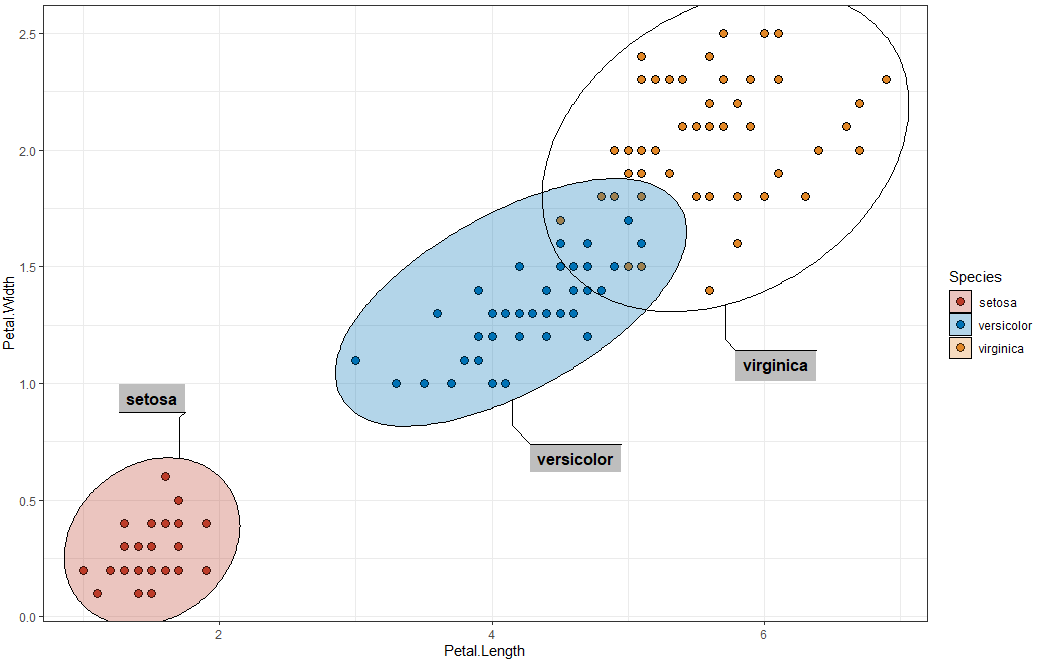 2.5
2.0
1.5
1.0
0.5
0.0
Petal.Width
2
4
6
Petal.Length
setosa
versicolor
virginica
Species
setosa
versicolor
virginica